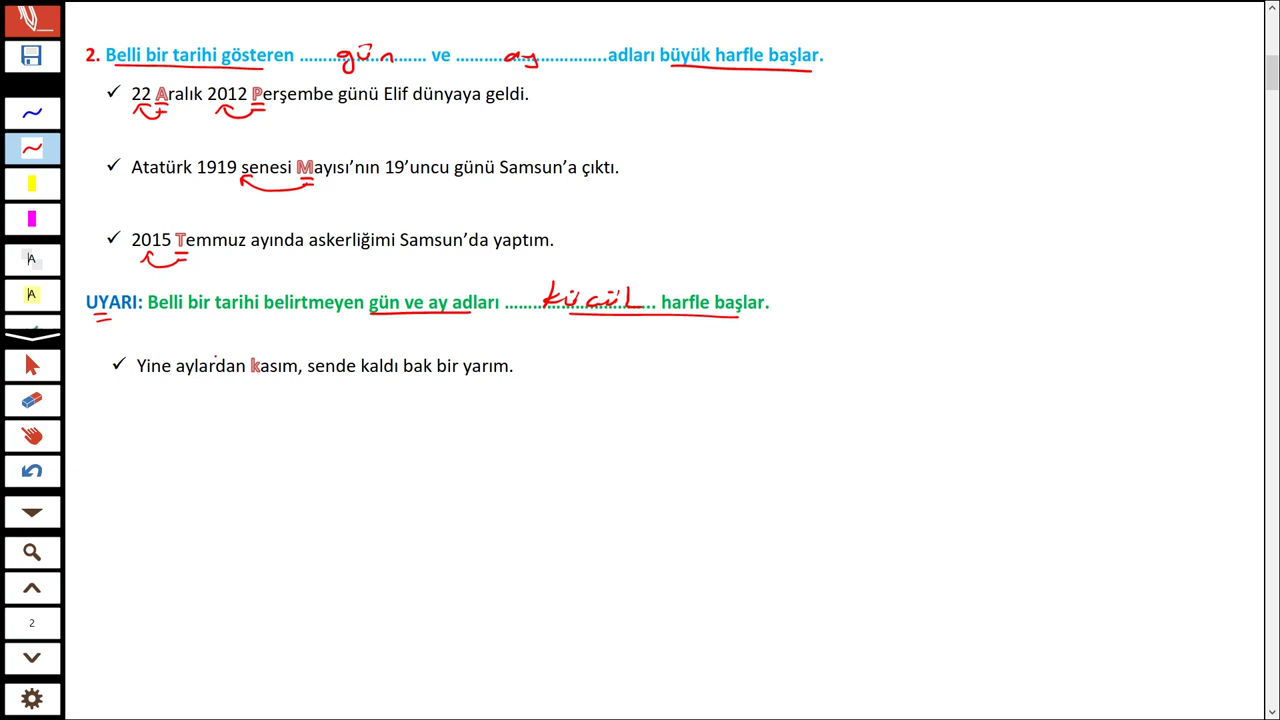 2. Belli bir tarihi gösteren ……gün…… ve ……ay……..adları büyük harfle başlar.
✓ 22 Aralık 2012 Perşembe günü Elif dünyaya geldi.
✓ Atatürk 1919 senesi Mayısı’nın 19’uncu günü Samsun’a çıktı.
✓ 2015 Temmuz ayında askerliğimi Samsun’da yaptım.
UYARI: Belli bir tarihi belirtmeyen gün ve ay adları ……küçük…….. harfle başlar.
✓ Yine aylardan kasım, sende kaldı bak bir yarım.
A
A
2